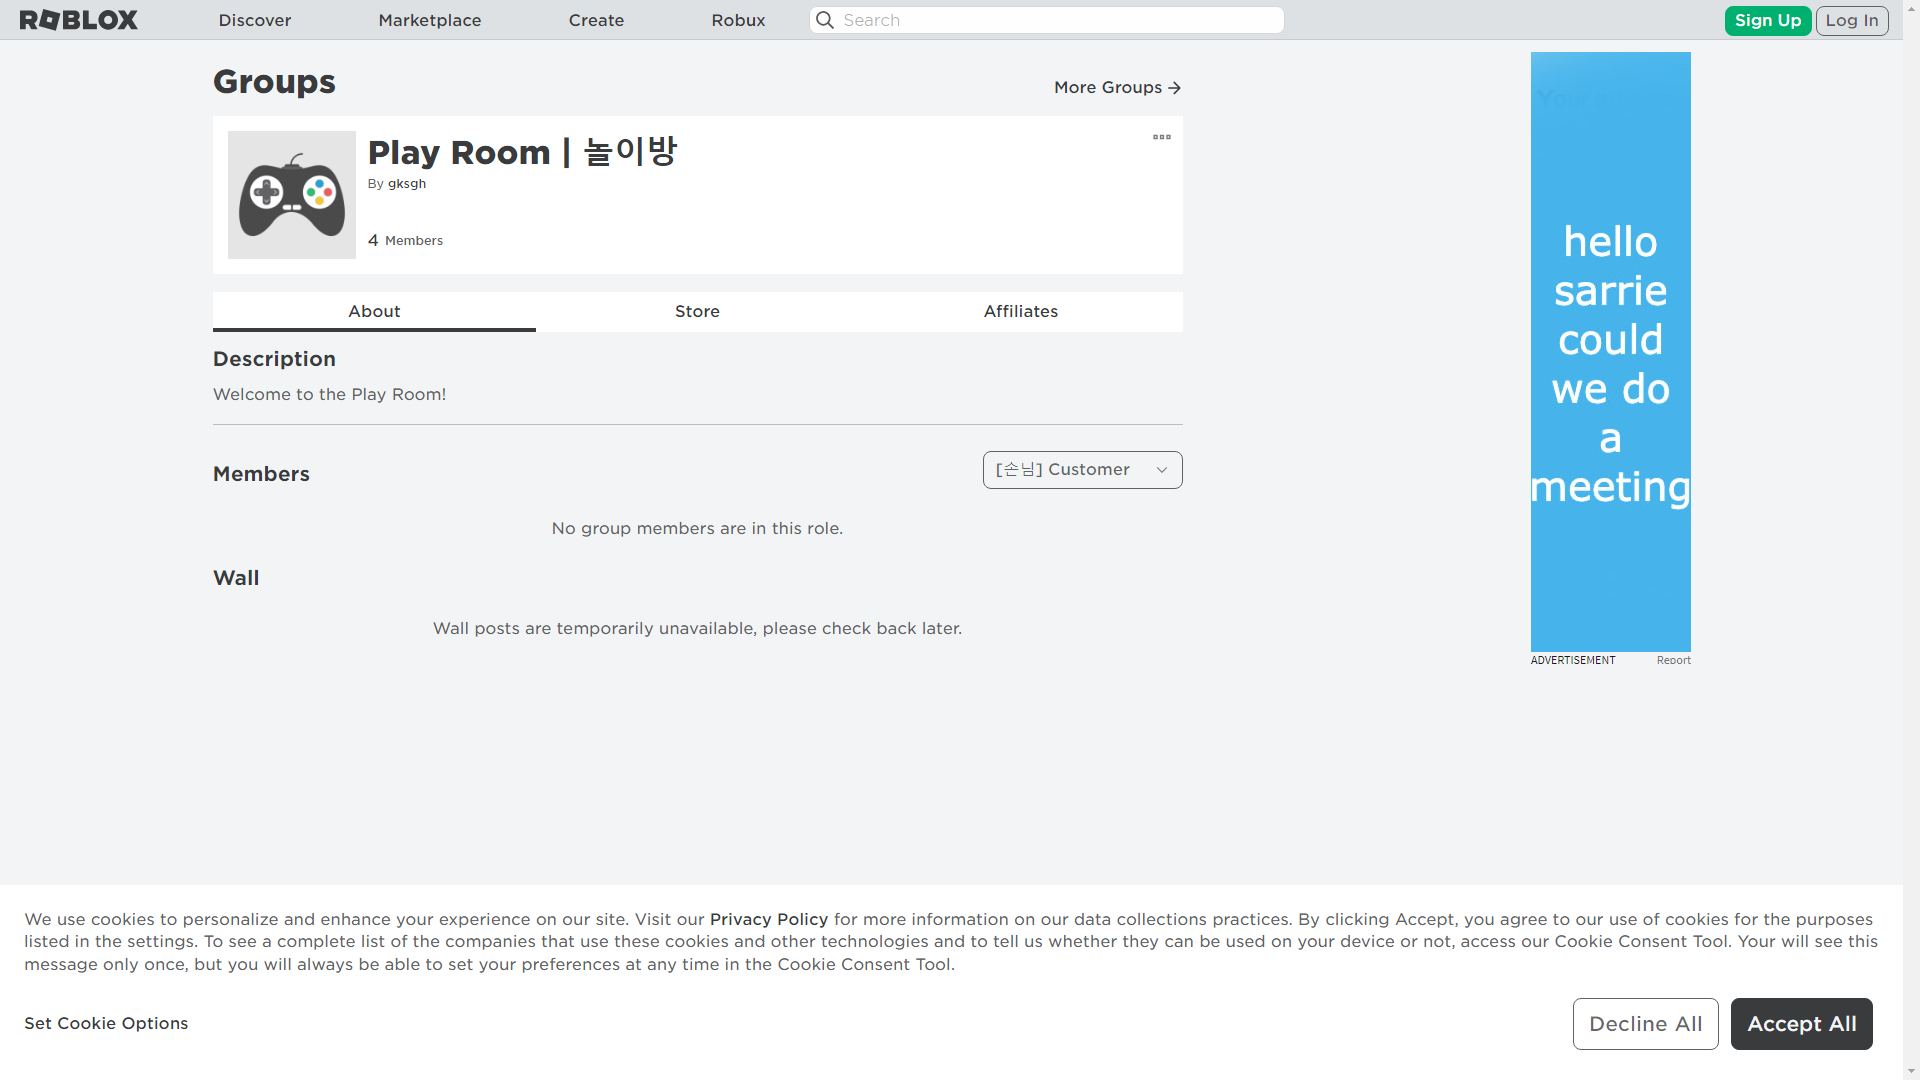 ROBLOX
Discover
Marketplace
Create
Robux
Search
Sign Up
Log In
Groups
More Groups
Play Room | 놀이방
By gksgh
4 Members
About
Store
Affiliates
Description
Welcome to the Play Room!
Members
[손님] Customer
No group members are in this role.
Wall
Wall posts are temporarily unavailable, please check back later.
hello
sarrie
could
we do
a
meeting
ADVERTISEMENT
Report
We use cookies to personalize and enhance your experience on our site. Visit our Privacy Policy for more information on our data collections practices. By clicking Accept, you agree to our use of cookies for the purposes
listed in the settings. To see a complete list of the companies that use these cookies and other technologies and to tell us whether they can be used on your device or not, access our Cookie Consent Tool. Your will see this
message only once, but you will always be able to set your preferences at any time in the Cookie Consent Tool.
Set Cookie Options
Decline All
Accept All